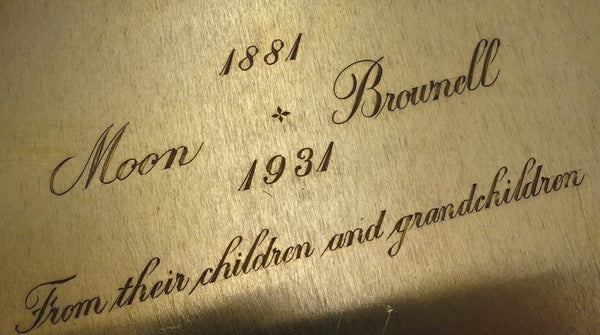 1881
Moon Brownell
1931
From their children and grandchildren